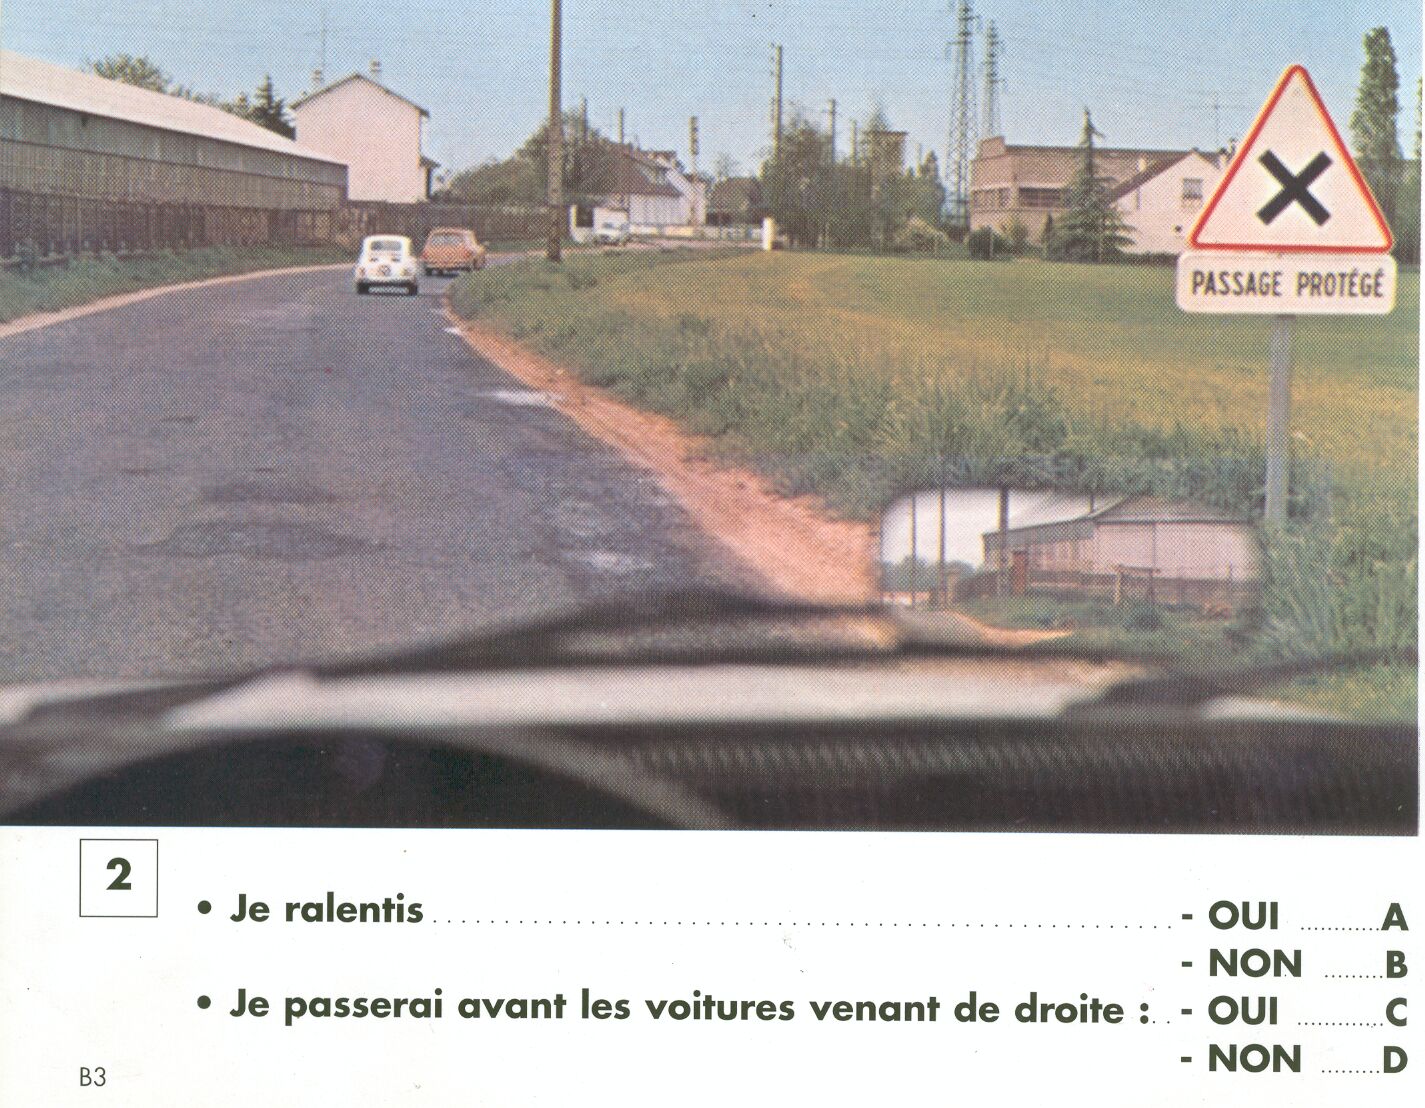 PASSAGE PROTÉGÉ
2
• Je ralentis ........ - OUI ........ A
- NON ........ B
• Je passerai avant les voitures venant de droite : .. - OUI ........ C
- NON ........ D
B3